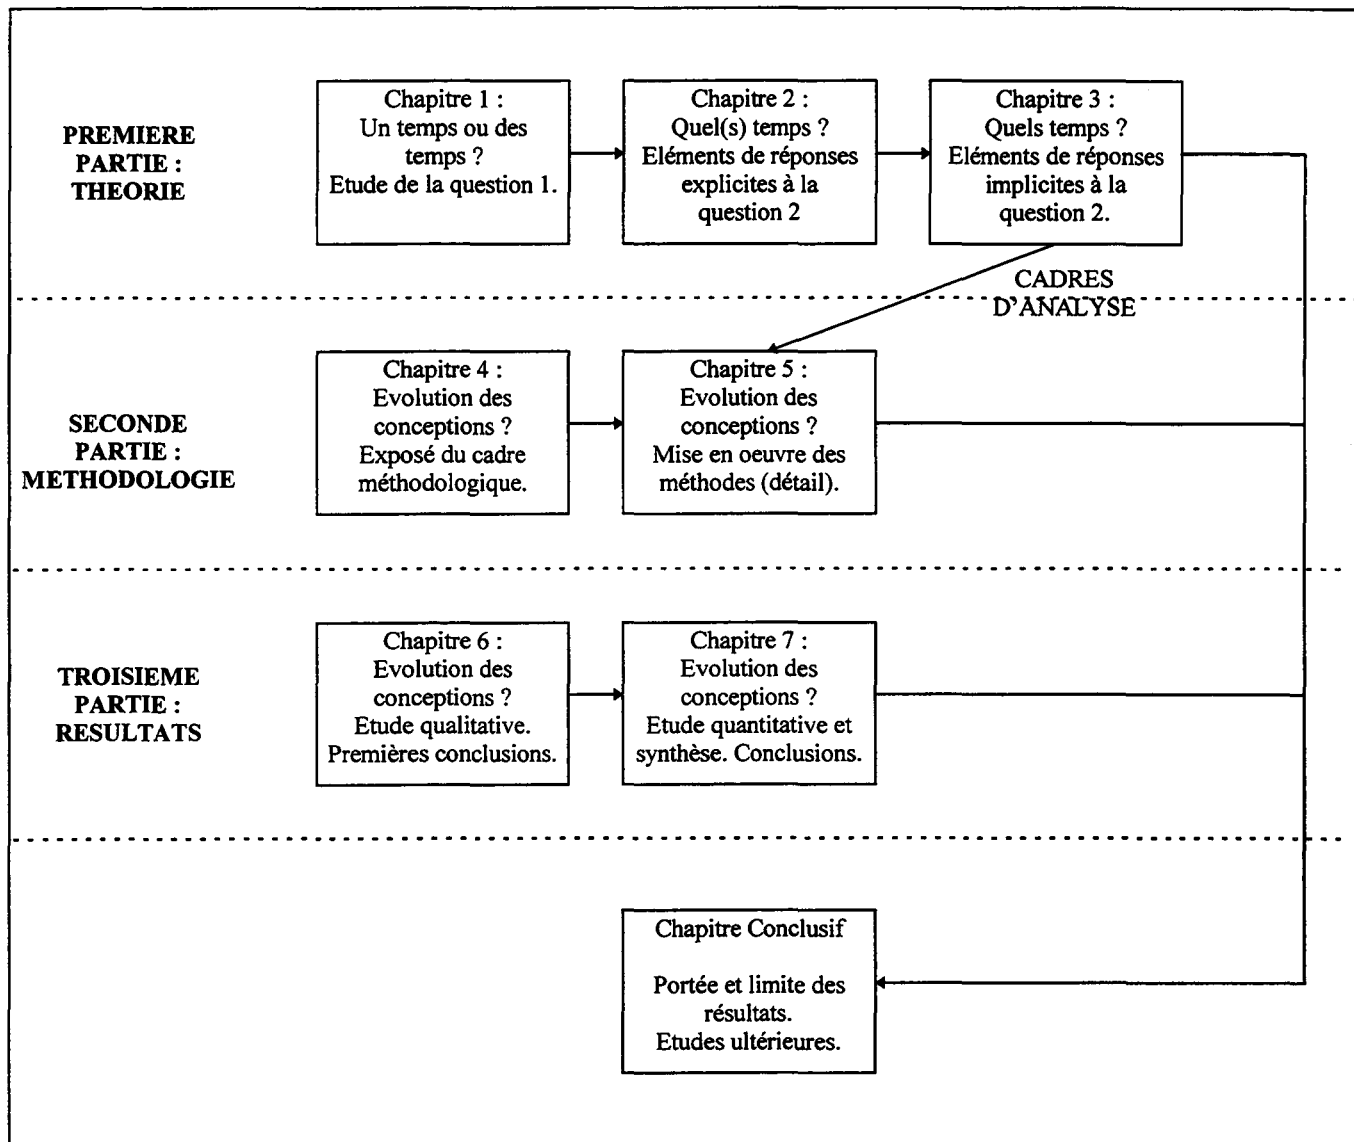 PREMIERE
PARTIE :
THEORIE
Chapitre 1 :
Un temps ou des
temps ?
Etude de la question 1.
Chapitre 2 :
Quel(s) temps ?
Eléments de réponses
explicites à la
question 2
Chapitre 3 :
Quels temps ?
Eléments de réponses
implicites à la
question 2.
CADRES
D'ANALYSE
SECONDE
PARTIE :
METHODOLOGIE
Chapitre 4 :
Evolution des
conceptions ?
Exposé du cadre
méthodologique.
Chapitre 5 :
Evolution des
conceptions ?
Mise en oeuvre des
méthodes (détail).
TROISIEME
PARTIE :
RESULTATS
Chapitre 6 :
Evolution des
conceptions ?
Etude qualitative.
Premières conclusions.
Chapitre 7 :
Evolution des
conceptions ?
Etude quantitative et
synthèse. Conclusions.
Chapitre Conclusif
Portée et limite des
résultats.
Etudes ultérieures.